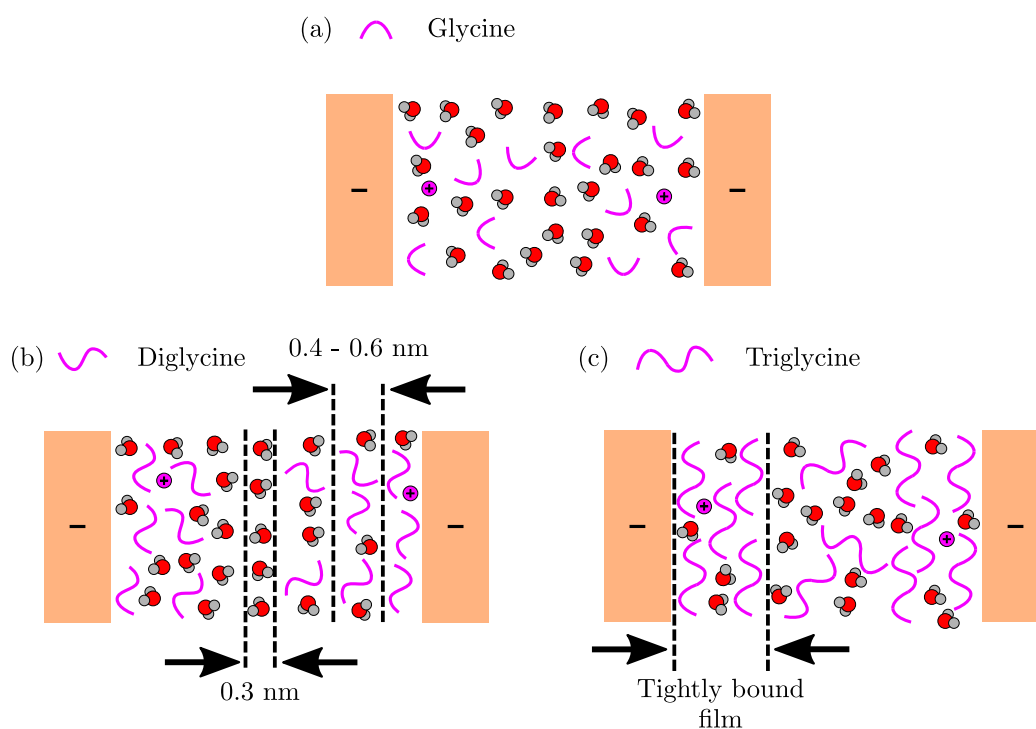 (a) Glycine
− + + −
(b) Diglycine
0.4 - 0.6 nm
(c) Triglycine
− + + −
− + + −
0.3 nm
Tightly bound
film